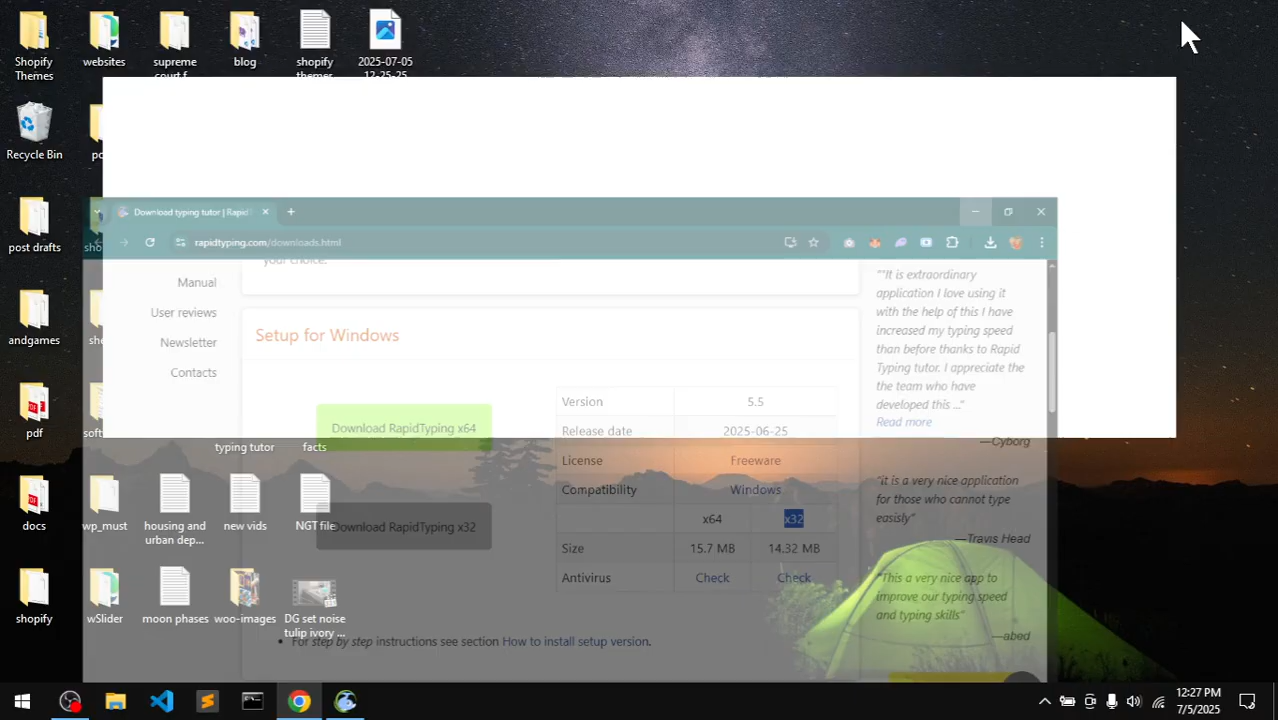 Shopify
Themes
websites
supreme
court f...
blog
shopify
themes
2025-07-05
12-25-25
Recycle Bin
post drafts
andgames
pdf
docs
shopify
typing tutor
facts
wp_must
housing and
urban dep...
new vids
NGT file
wSlider
moon phases
woo-images
DG set noise
tulip ivory ...
Download typing tutor | Rapid
rapidtyping.com/downloads.html
your choice.
Manual
User reviews
Newsletter
Contacts
Setup for Windows
Download RapidTyping x64
Download RapidTyping x32
Version 5.5
Release date 2025-06-25
License Freeware
Compatibility Windows
x64 x32
Size 15.7 MB 14.32 MB
Antivirus Check Check
For step by step instructions see section How to install setup version.
""It is extraordinary
application I love using it
with the help of this I have
increased my typing speed
than before thanks to Rapid
Typing tutor. I appreciate the
the team who have
developed this ..."
Read more
—Cyborg
"it is a very nice application
for those who cannot type
easisly"
—Travis Head
"This a very nice app to
improve our typing speed
and typing skills"
—abed
12:27 PM
7/5/2025